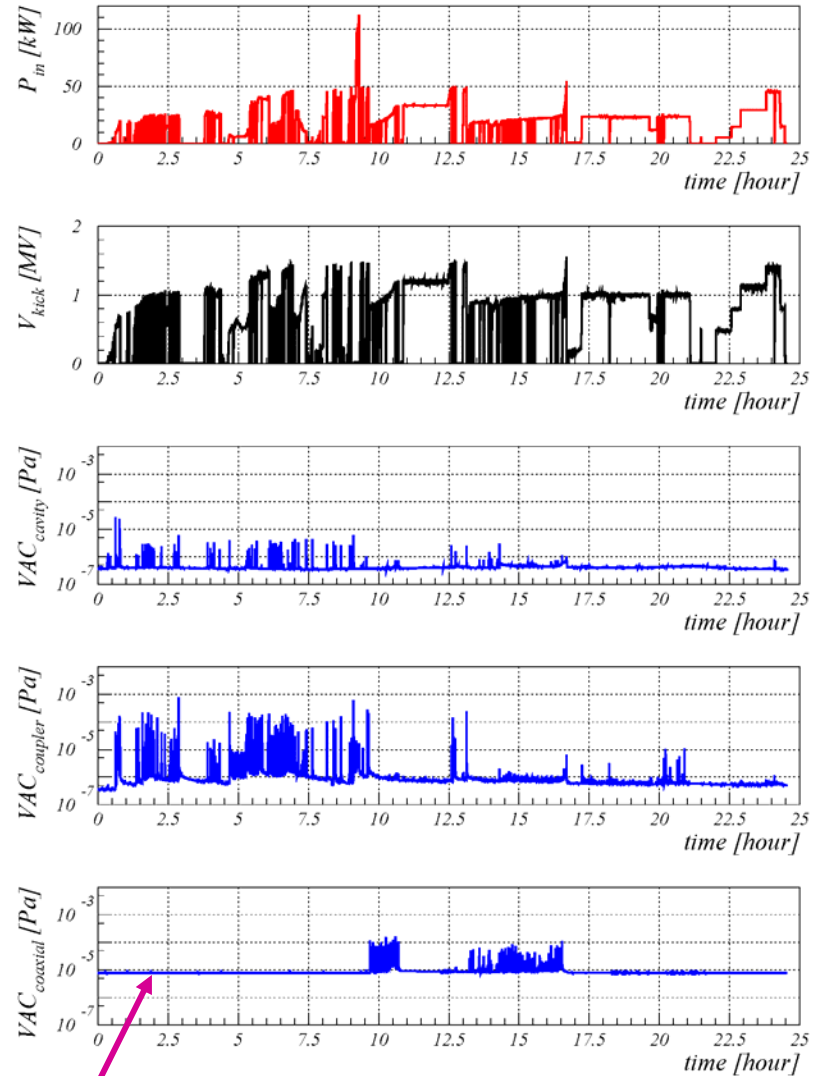 P_in [kW]
100
50
0
0 2.5 5 7.5 10 12.5 15 17.5 20 22.5 25
time [hour]
V_kick [MV]
2
1
0
0 2.5 5 7.5 10 12.5 15 17.5 20 22.5 25
time [hour]
VAC_cavity [Pa]
10 -3
10 -5
10 -7
0 2.5 5 7.5 10 12.5 15 17.5 20 22.5 25
time [hour]
VAC_coupler [Pa]
10 -3
10 -5
10 -7
0 2.5 5 7.5 10 12.5 15 17.5 20 22.5 25
time [hour]
VAC_coaxial [Pa]
10 -3
10 -5
10 -7
0 2.5 5 7.5 10 12.5 15 17.5 20 22.5 25
time [hour]